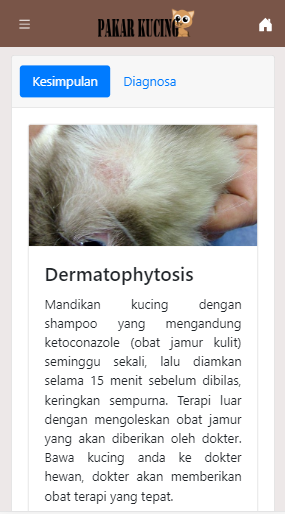 PAKAR KUCING
Kesimpulan Diagnosa
Dermatophytosis
Mandikan kucing dengan
shampoo yang mengandung
ketoconazole (obat jamur kulit)
seminggu sekali, lalu diamkan
selama 15 menit sebelum dibilas,
keringkan sempurna. Terapi luar
dengan mengoleskan obat jamur
yang akan diberikan oleh dokter.
Bawa kucing anda ke dokter
hewan, dokter akan memberikan
obat terapi yang tepat.